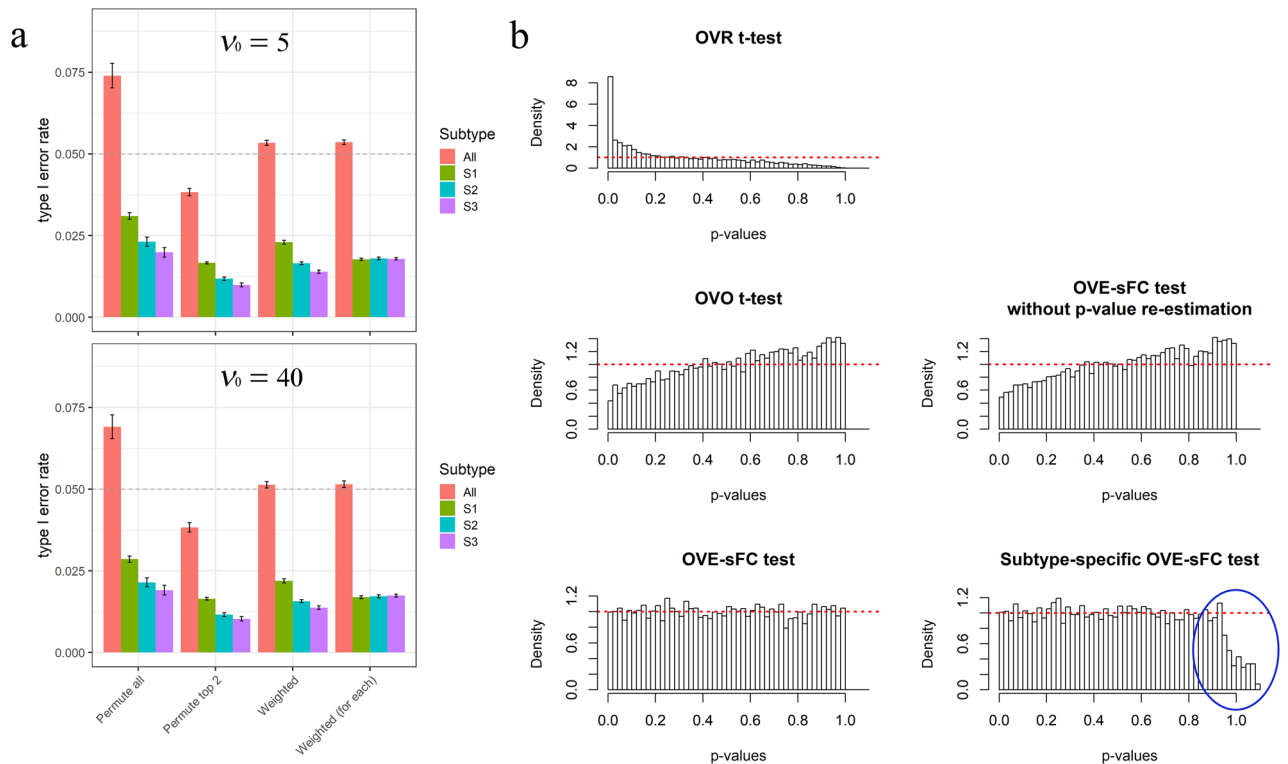 a
ν₀ = 5
type I error rate
0.075
0.050
0.025
0.000
Subtype
All
S1
S2
S3
ν₀ = 40
type I error rate
0.075
0.050
0.025
0.000
Subtype
All
S1
S2
S3
Permute all
Permute top 2
Weighted
Weighted (for each)
b
OVR t-test
Density
8
6
4
2
0
0.0 0.2 0.4 0.6 0.8 1.0
p-values
OVO t-test
Density
1.2
0.6
0.0
0.0 0.2 0.4 0.6 0.8 1.0
p-values
OVE-sFC test
without p-value re-estimation
Density
1.2
0.6
0.0
0.0 0.2 0.4 0.6 0.8 1.0
p-values
OVE-sFC test
Density
1.2
0.6
0.0
0.0 0.2 0.4 0.6 0.8 1.0
p-values
Subtype-specific OVE-sFC test
Density
1.2
0.6
0.0
0.0 0.2 0.4 0.6 0.8 1.0
p-values